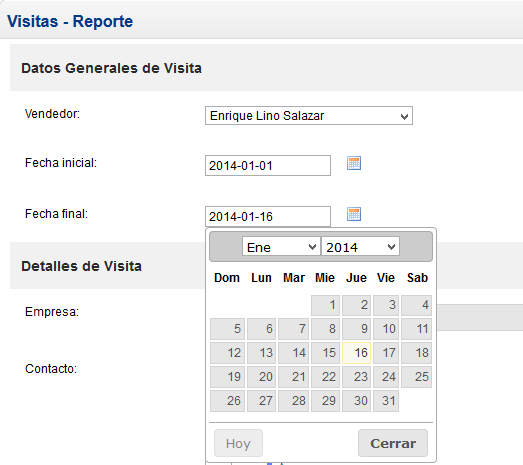 Visitas - Reporte
Datos Generales de Visita
Vendedor: Enrique Lino Salazar
Fecha inicial: 2014-01-01
Fecha final: 2014-01-16
Ene 2014
Dom Lun Mar Mie Jue Vie Sab
1 2 3 4
5 6 7 8 9 10 11
12 13 14 15 16 17 18
19 20 21 22 23 24 25
26 27 28 29 30 31
Hoy Cerrar
Detalles de Visita
Empresa:
Contacto: